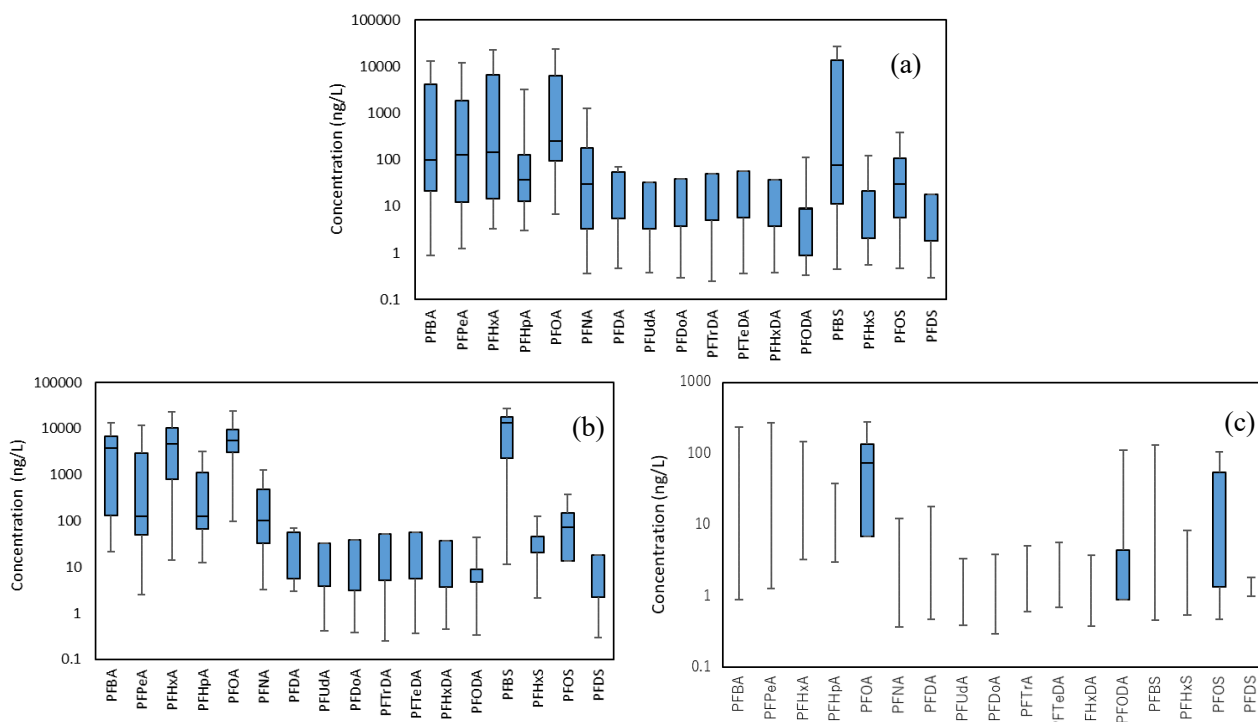 100000
10000
1000
100
10
1
0.1
Concentration (ng/L)
(a)
PFBA
PFPeA
PFHxA
PFHpA
PFOA
PFNA
PFDA
PFUdA
PFDoA
PFTrDA
PFTeDA
PFHxDA
PFODA
PFBS
PFHxS
PFOS
PFDS
100000
10000
1000
100
10
1
0.1
Concentration (ng/L)
(b)
PFBA
PFPeA
PFHxA
PFHpA
PFOA
PFNA
PFDA
PFUdA
PFDoA
PFTrDA
PFTeDA
PFHxDA
PFODA
PFBS
PFHxS
PFOS
PFDS
1000
100
10
1
0.1
Concentration (ng/L)
(c)
PFBA
PFPeA
PFHxA
PFHpA
PFOA
PFNA
PFDA
PFUdA
PFDoA
PFTrA
PFTeDA
FHxDA
PFODA
PFBS
PFHxS
PFOS
PFDS